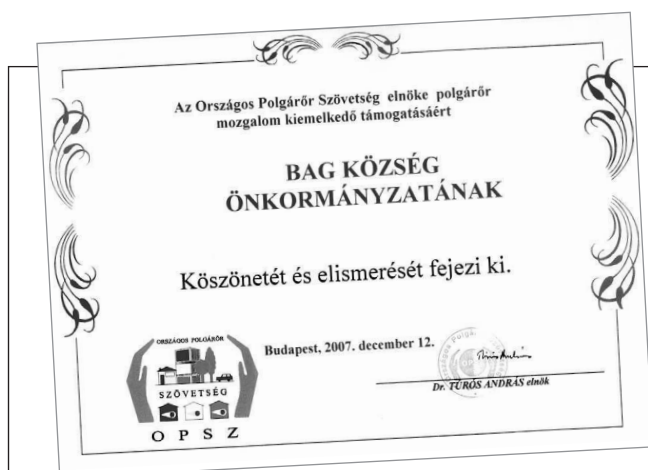 Az Országos Polgárőr Szövetség elnöke polgárőr
mozgalom kiemelkedő támogatásáért
BAG KÖZSÉG
ÖNKORMÁNYZATÁNAK
Köszönetét és elismerését fejezi ki.
Budapest, 2007. december 12.
Dr. TÚRÓS ANDRÁS elnök
ORSZÁGOS POLGÁRŐR
SZÖVETSÉG
O P S Z